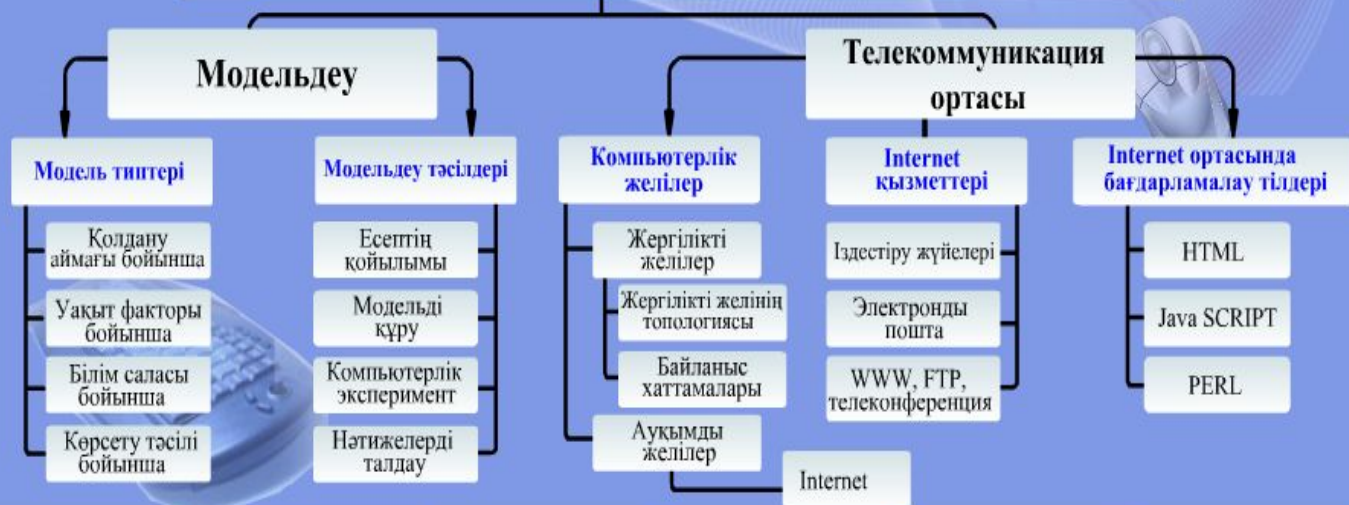 Модельдеу
Телекоммуникация
ортасы
Модель типтері
Қолдану
аймағы бойынша
Уақыт факторы
бойынша
Білім саласы
бойынша
Көрсету тәсілі
бойынша
Модельдеу тәсілдері
Есептің
қойылымы
Модельді
құру
Компьютерлік
эксперимент
Нәтижелерді
талдау
Компьютерлік
желілер
Жергілікті
желілер
Жергілікті желінің
топологиясы
Байланыс
хаттамалары
Ауқымды
желілер
Internet
Internet
қызметтері
Іздестіру жүйелері
Электронды
пошта
WWW, FTP,
телеконференция
Internet ортасында
бағдарламалау тілдері
HTML
Java SCRIPT
PERL